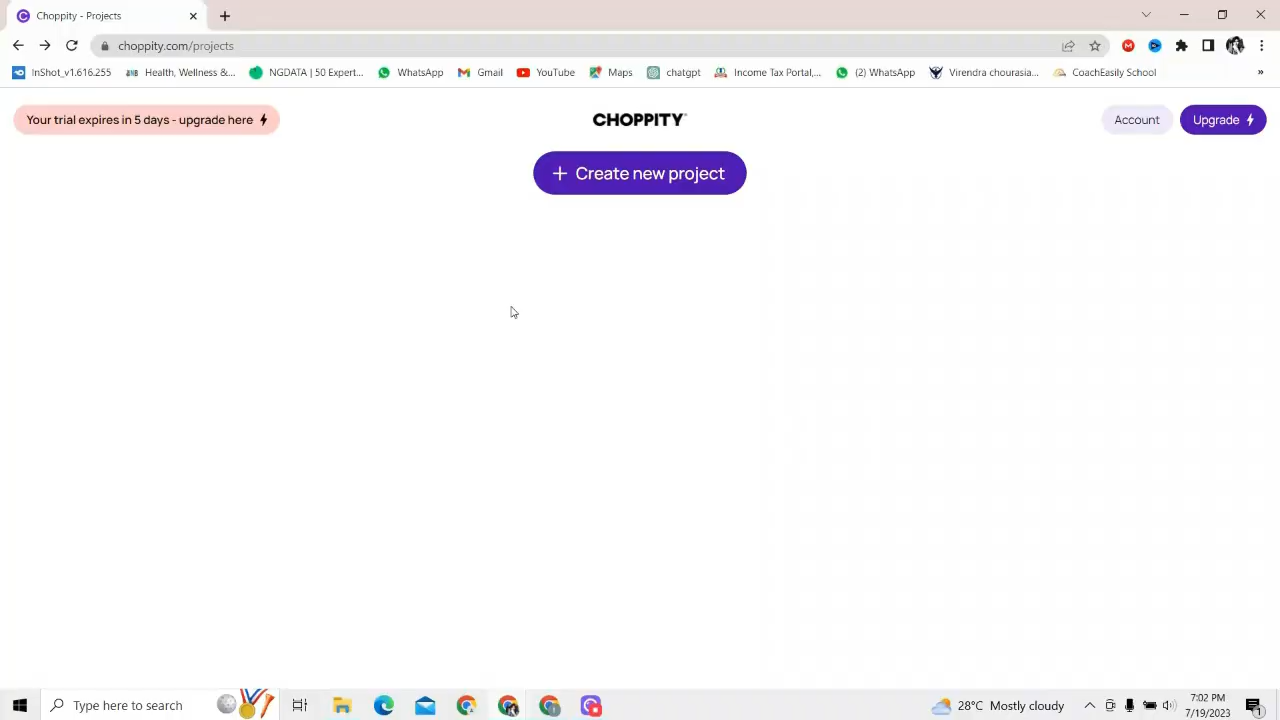 Choppity - Projects
choppity.com/projects
InShot_v1.616.255
Health, Wellness &...
NGDATA | 50 Expert...
WhatsApp
Gmail
YouTube
Maps
chatgpt
Income Tax Portal,...
(2) WhatsApp
Virendra chourasia...
CoachEasily School
»
Your trial expires in 5 days - upgrade here
CHOPPITY™
Account
Upgrade
+ Create new project
Type here to search
28°C Mostly cloudy
7:02 PM
7/19/2023
1